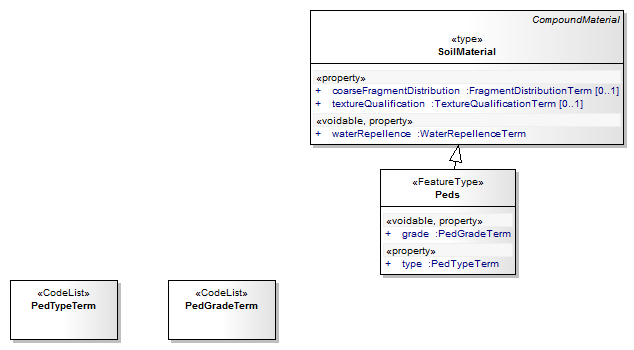 CompoundMaterial
«type»
SoilMaterial
«property»
+ coarseFragmentDistribution :FragmentDistributionTerm [0..1]
+ textureQualification :TextureQualificationTerm [0..1]
«voidable, property»
+ waterRepellence :WaterRepellenceTerm
«FeatureType»
Peds
«voidable, property»
+ grade :PedGradeTerm
«property»
+ type :PedTypeTerm
«CodeList»
PedTypeTerm
«CodeList»
PedGradeTerm